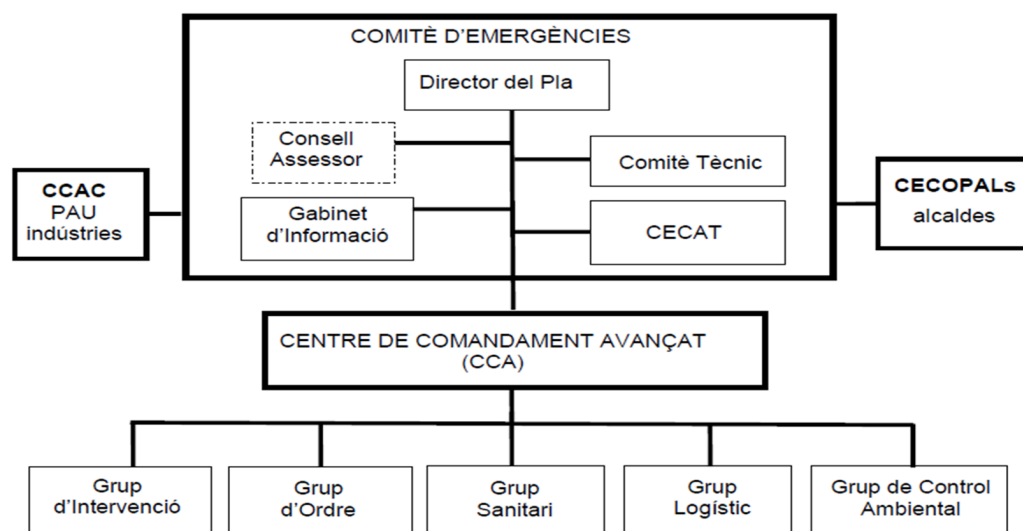 COMITÈ D'EMERGÈNCIES
Director del Pla
Consell
Assessor
Comitè Tècnic
CCAC
PAU
indústries
CECOPALs
alcaldes
Gabinet
d'Informació
CECAT
CENTRE DE COMANDAMENT AVANÇAT
(CCA)
Grup
d'Intervenció
Grup
d'Ordre
Grup
Sanitari
Grup
Logístic
Grup de Control
Ambiental